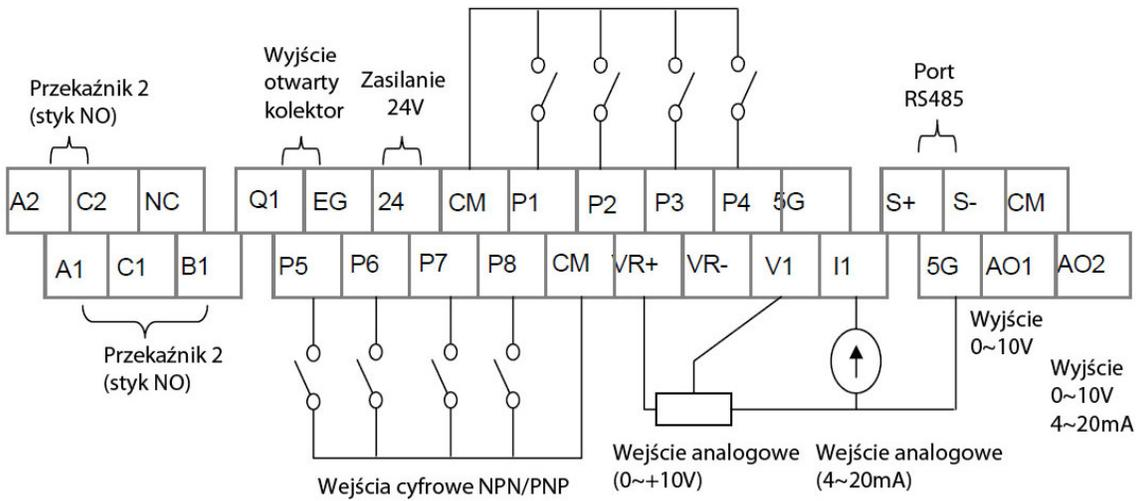 Przekaźnik 2
(styk NO)
Wyjście
otwarty
kolektor
Zasilanie
24V
Port
RS485
A2 C2 NC Q1 EG 24 CM P1 P2 P3 P4 5G S+ S- CM
A1 C1 B1 P5 P6 P7 P8 CM VR+ VR- V1 I1 5G AO1 AO2
Przekaźnik 2
(styk NO)
Wyjście
0~10V
Wyjście
0~10V
4~20mA
Wejścia cyfrowe NPN/PNP
Wejście analogowe
(0~+10V)
Wejście analogowe
(4~20mA)